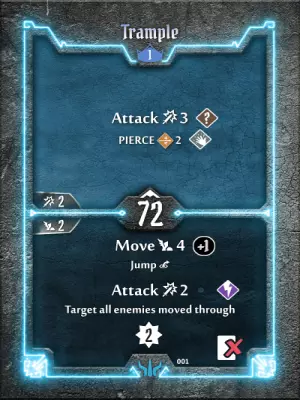 Trample
1
Attack 3 ?
PIERCE 2
2
72
2
Move 4 +1
Jump
Attack 2
Target all enemies moved through
2
001